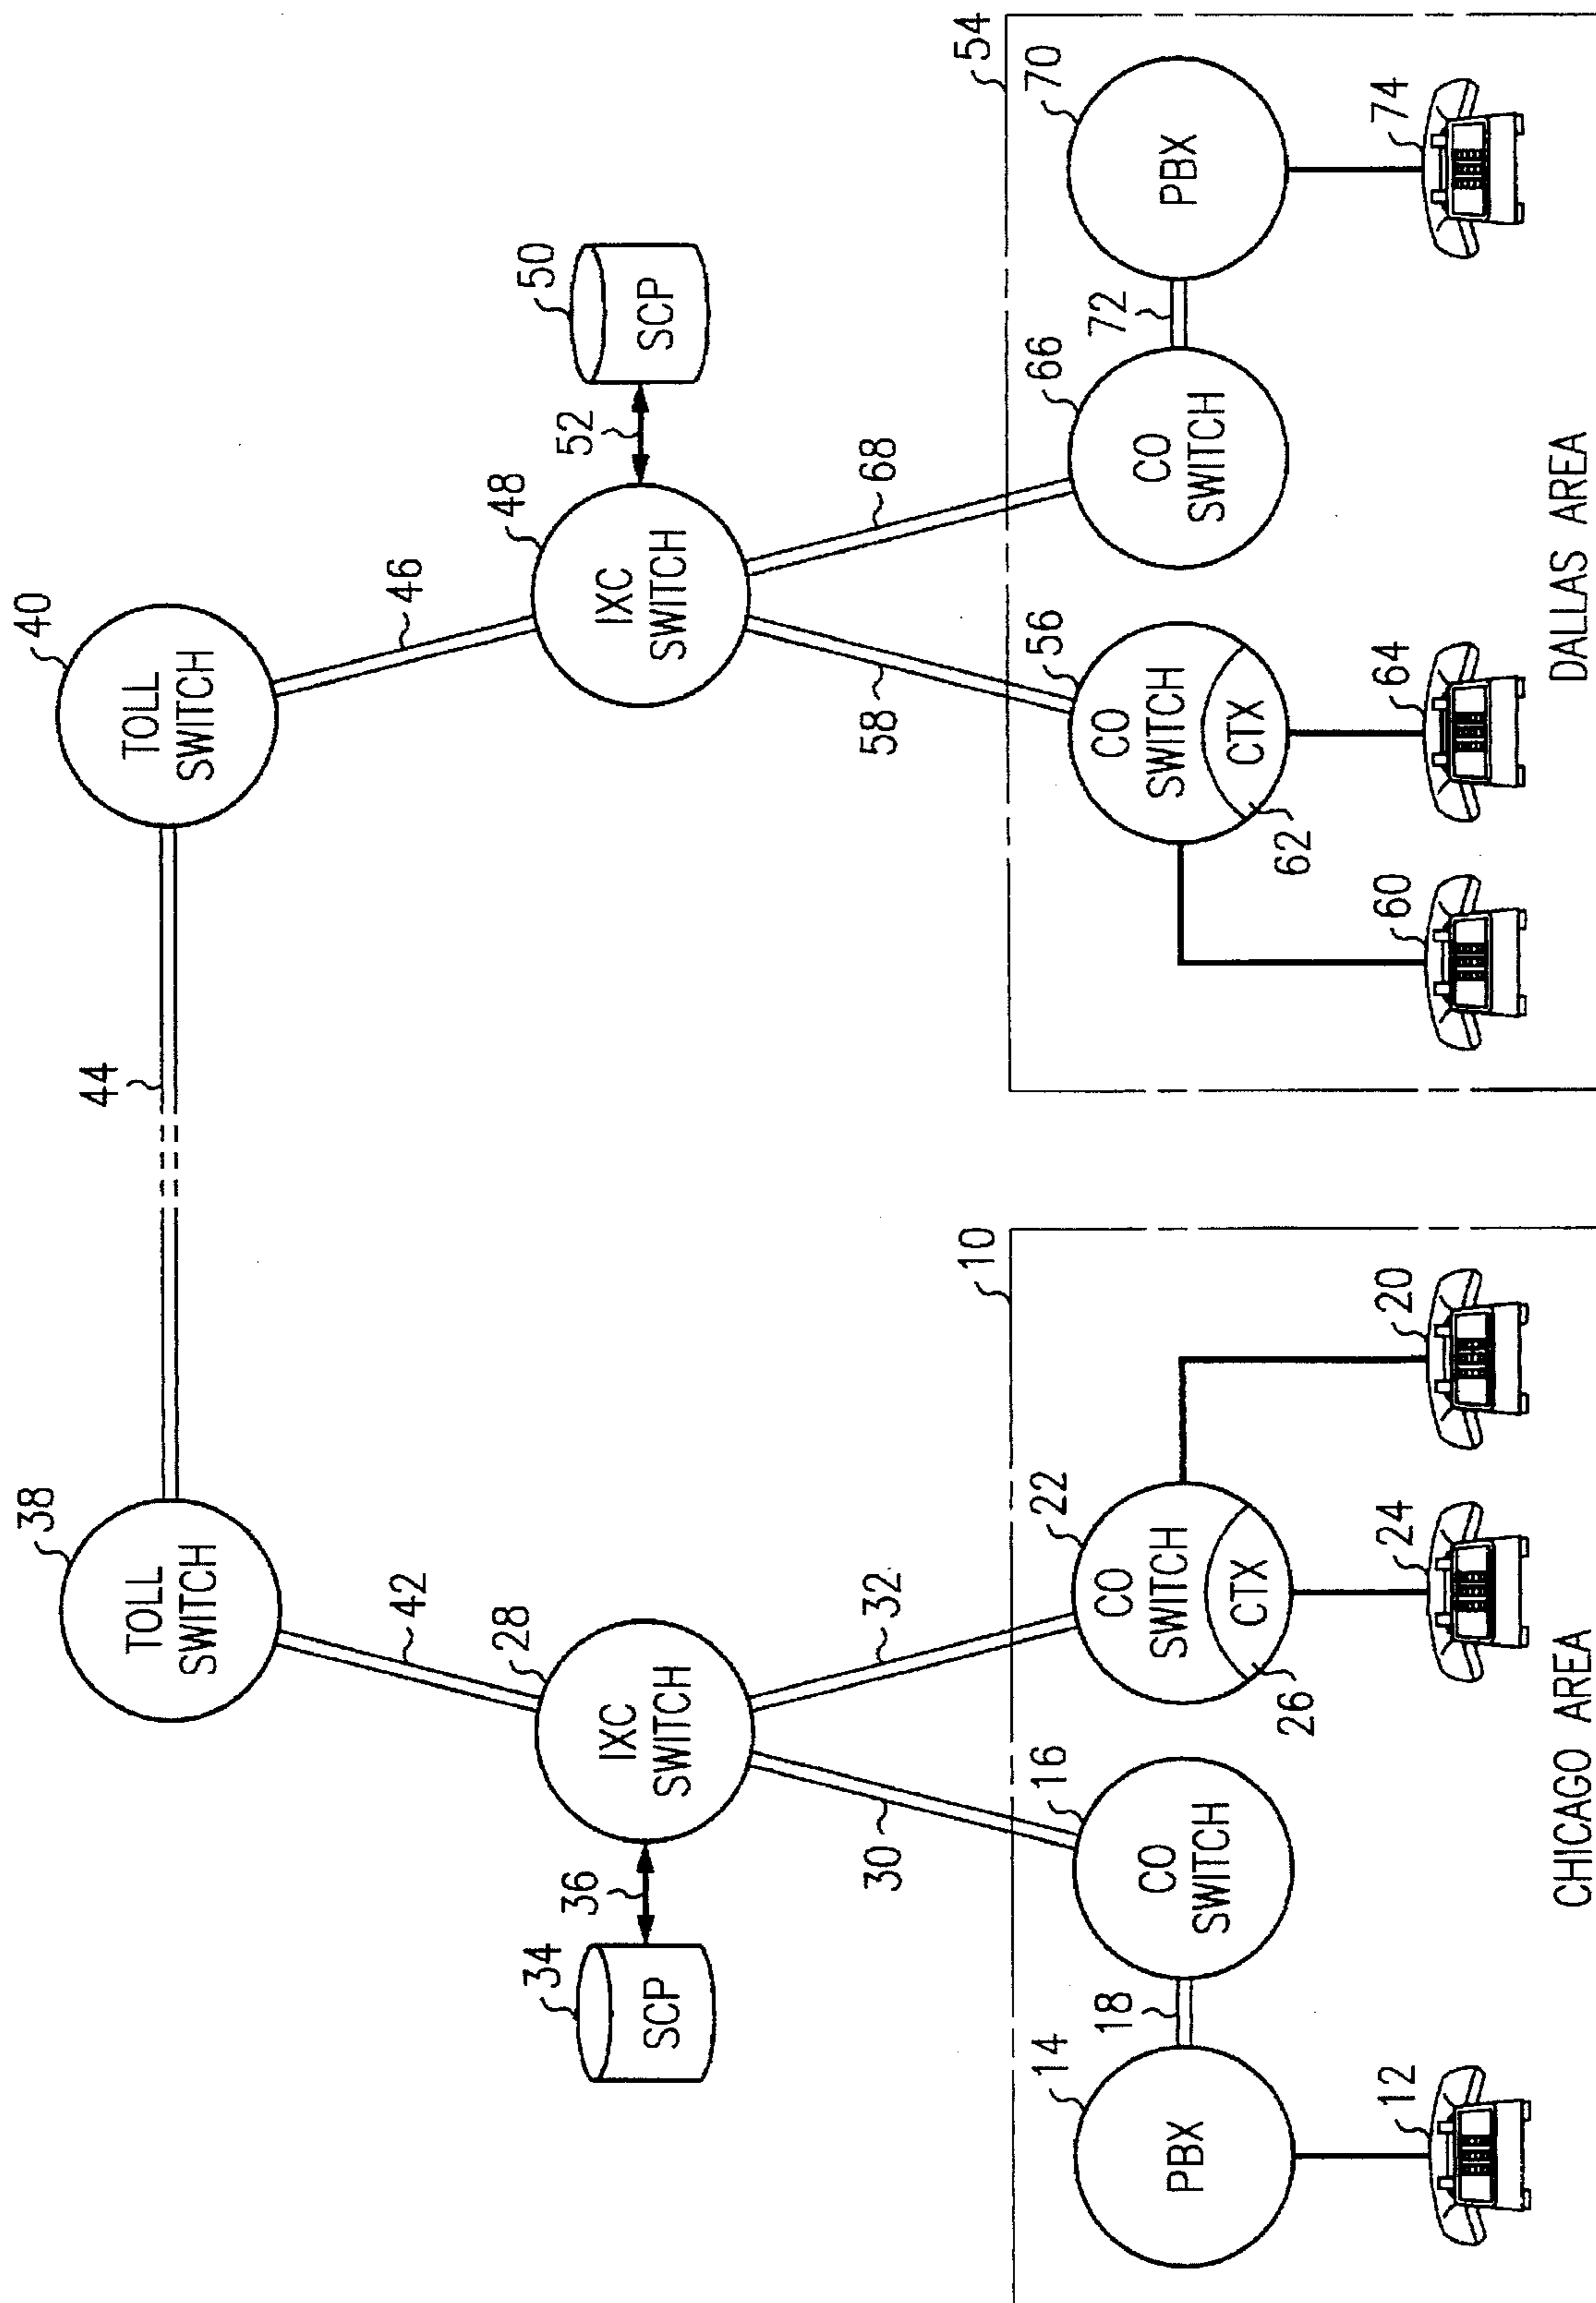 38
TOLL
SWITCH
44
40
TOLL
SWITCH
42
46
34
SCP
36
28
IXC
SWITCH
48
IXC
SWITCH
52
50
SCP
30
32
58
68
10
54
14
PBX
18
16
CO
SWITCH
22
CO
SWITCH
CTX
26
56
CO
SWITCH
CTX
62
66
CO
SWITCH
72
70
PBX
12
24
20
60
64
74
CHICAGO AREA
DALLAS AREA